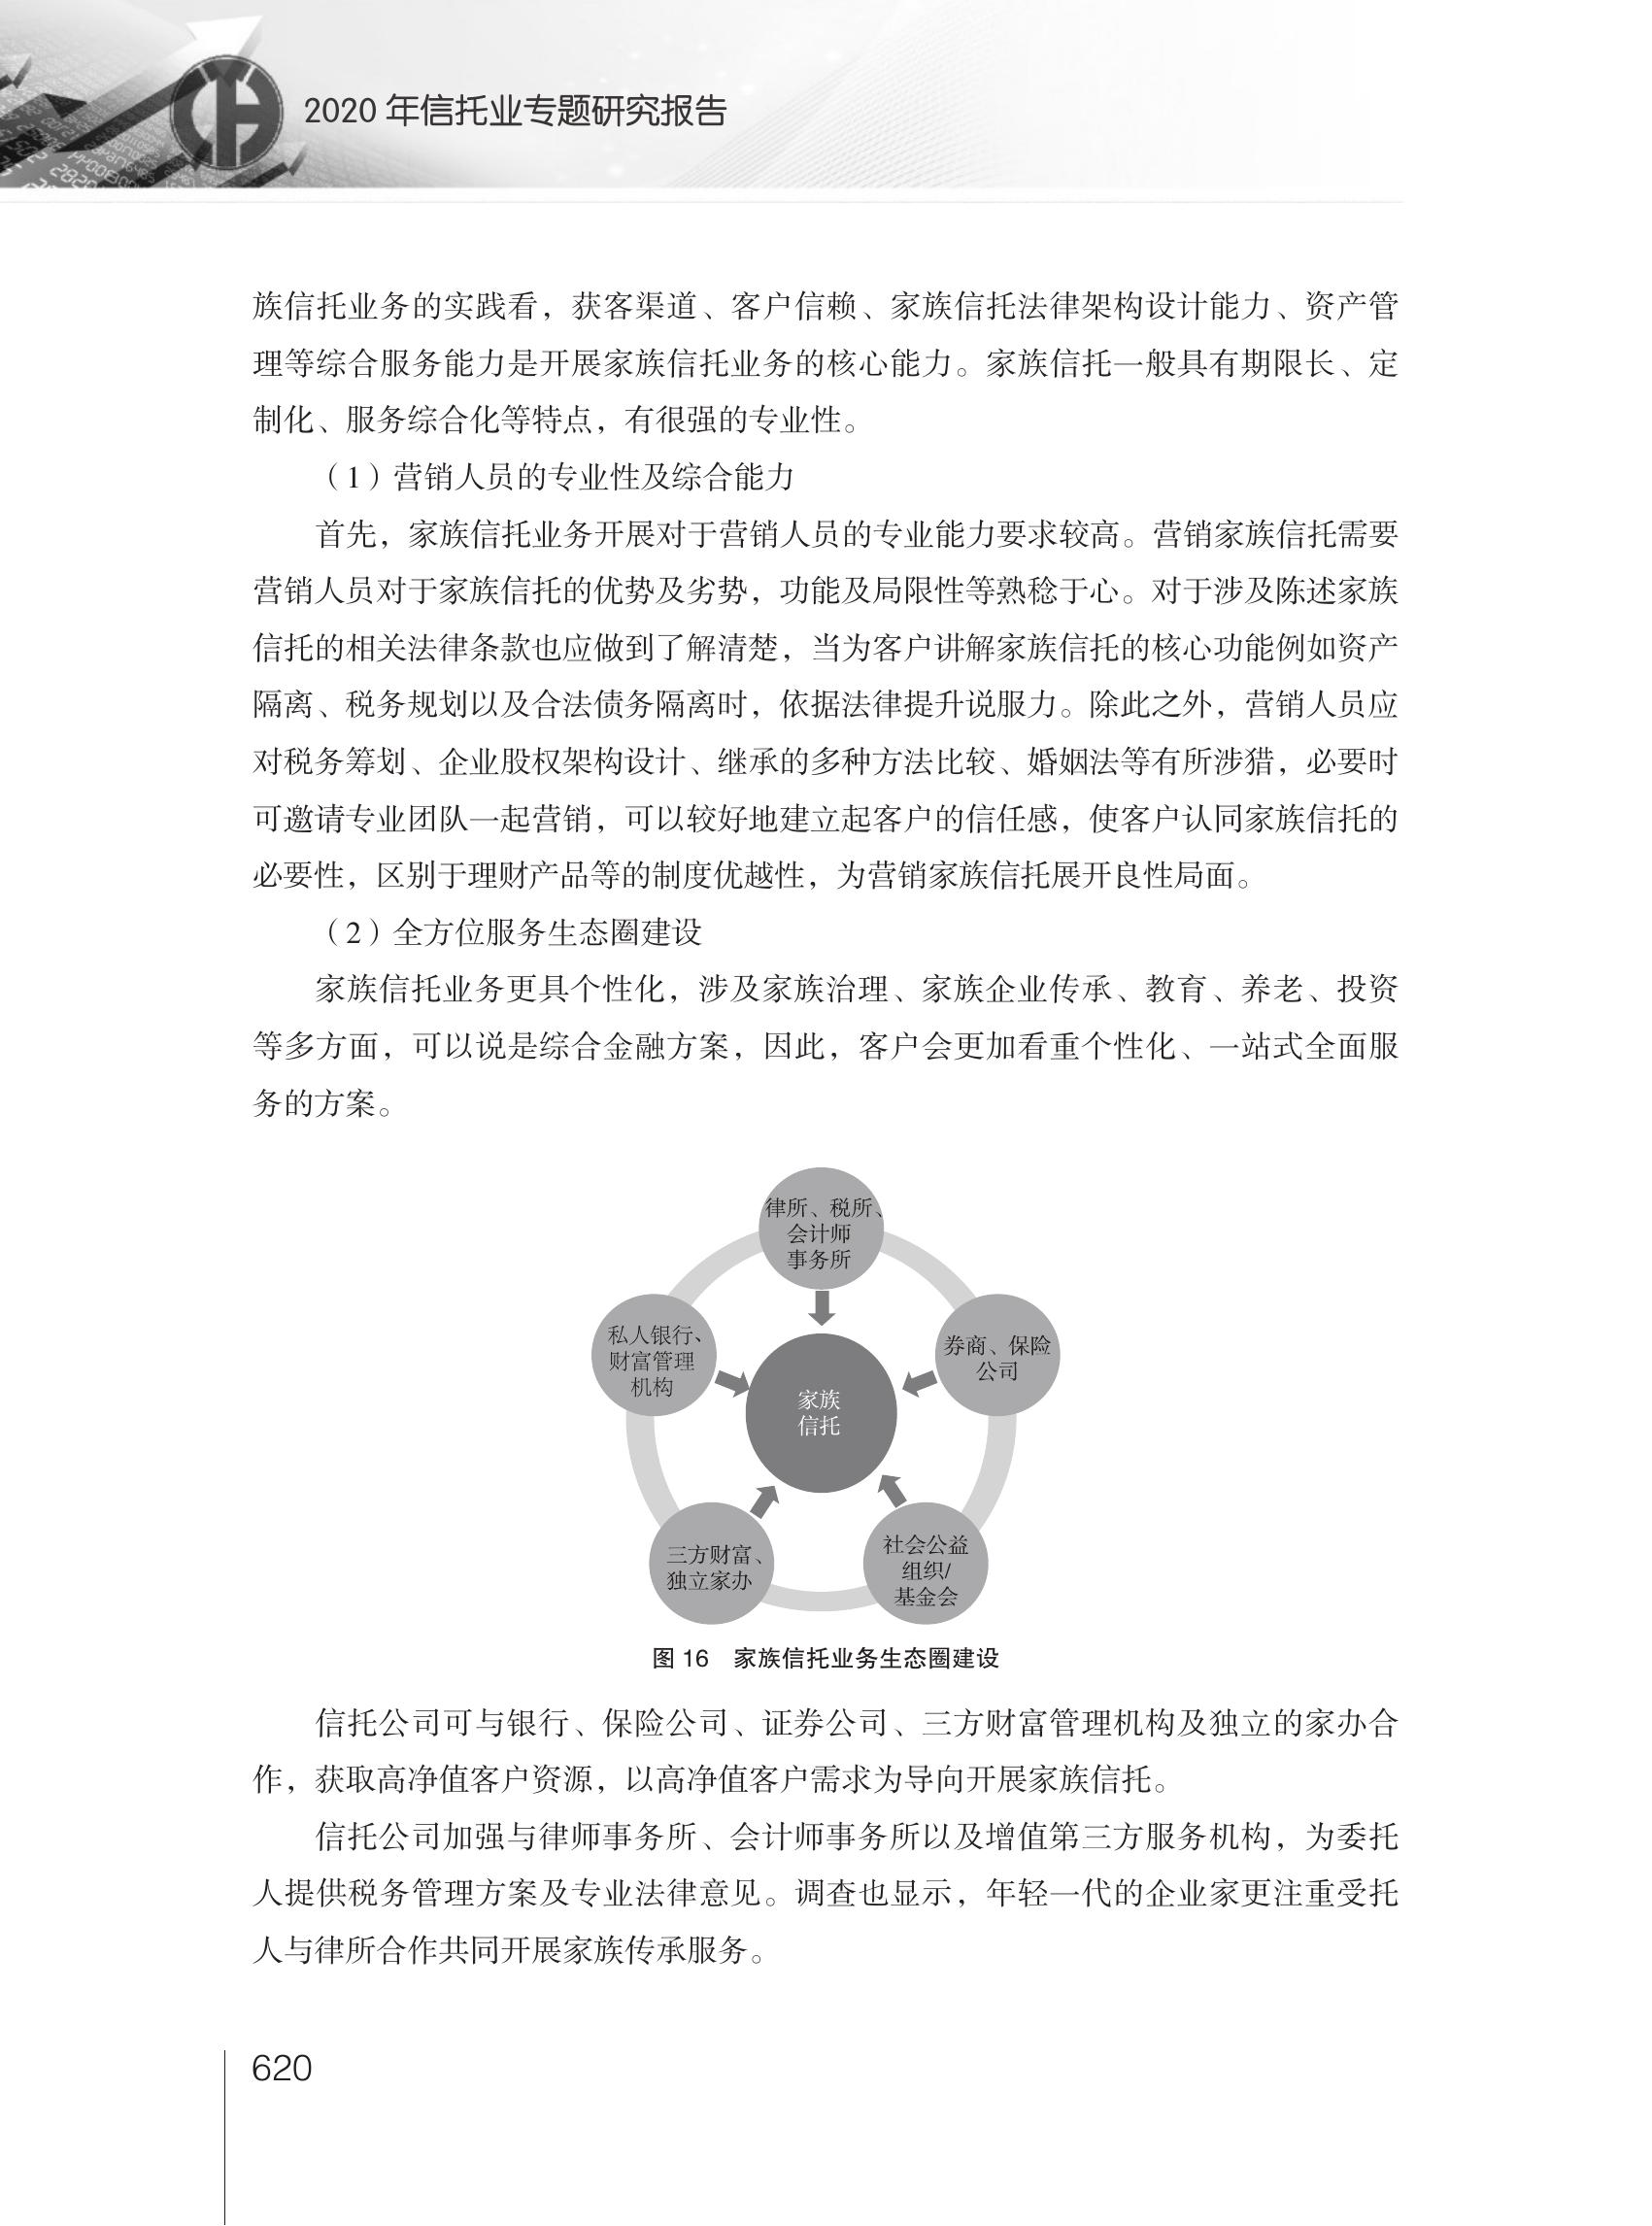 2020 年信托业专题研究报告
族信托业务的实践看，获客渠道、客户信赖、家族信托法律架构设计能力、资产管
理等综合服务能力是开展家族信托业务的核心能力。家族信托一般具有期限长、定
制化、服务综合化等特点，有很强的专业性。
（1）营销人员的专业性及综合能力
首先，家族信托业务开展对于营销人员的专业能力要求较高。营销家族信托需要
营销人员对于家族信托的优势及劣势，功能及局限性等熟稔于心。对于涉及陈述家族
信托的相关法律条款也应做到了解清楚，当为客户讲解家族信托的核心功能例如资产
隔离、税务规划以及合法债务隔离时，依据法律提升说服力。除此之外，营销人员应
对税务筹划、企业股权架构设计、继承的多种方法比较、婚姻法等有所涉猎，必要时
可邀请专业团队一起营销，可以较好地建立起客户的信任感，使客户认同家族信托的
必要性，区别于理财产品等的制度优越性，为营销家族信托展开良性局面。
（2）全方位服务生态圈建设
家族信托业务更具个性化，涉及家族治理、家族企业传承、教育、养老、投资
等多方面，可以说是综合金融方案，因此，客户会更加看重个性化、一站式全面服
务的方案。
律所、税所、
会计师
事务所
私人银行、
财富管理
机构
券商、保险
公司
家族
信托
三方财富、
独立家办
社会公益
组织/
基金会
图 16　家族信托业务生态圈建设
信托公司可与银行、保险公司、证券公司、三方财富管理机构及独立的家办合
作，获取高净值客户资源，以高净值客户需求为导向开展家族信托。
信托公司加强与律师事务所、会计师事务所以及增值第三方服务机构，为委托
人提供税务管理方案及专业法律意见。调查也显示，年轻一代的企业家更注重受托
人与律所合作共同开展家族传承服务。
620